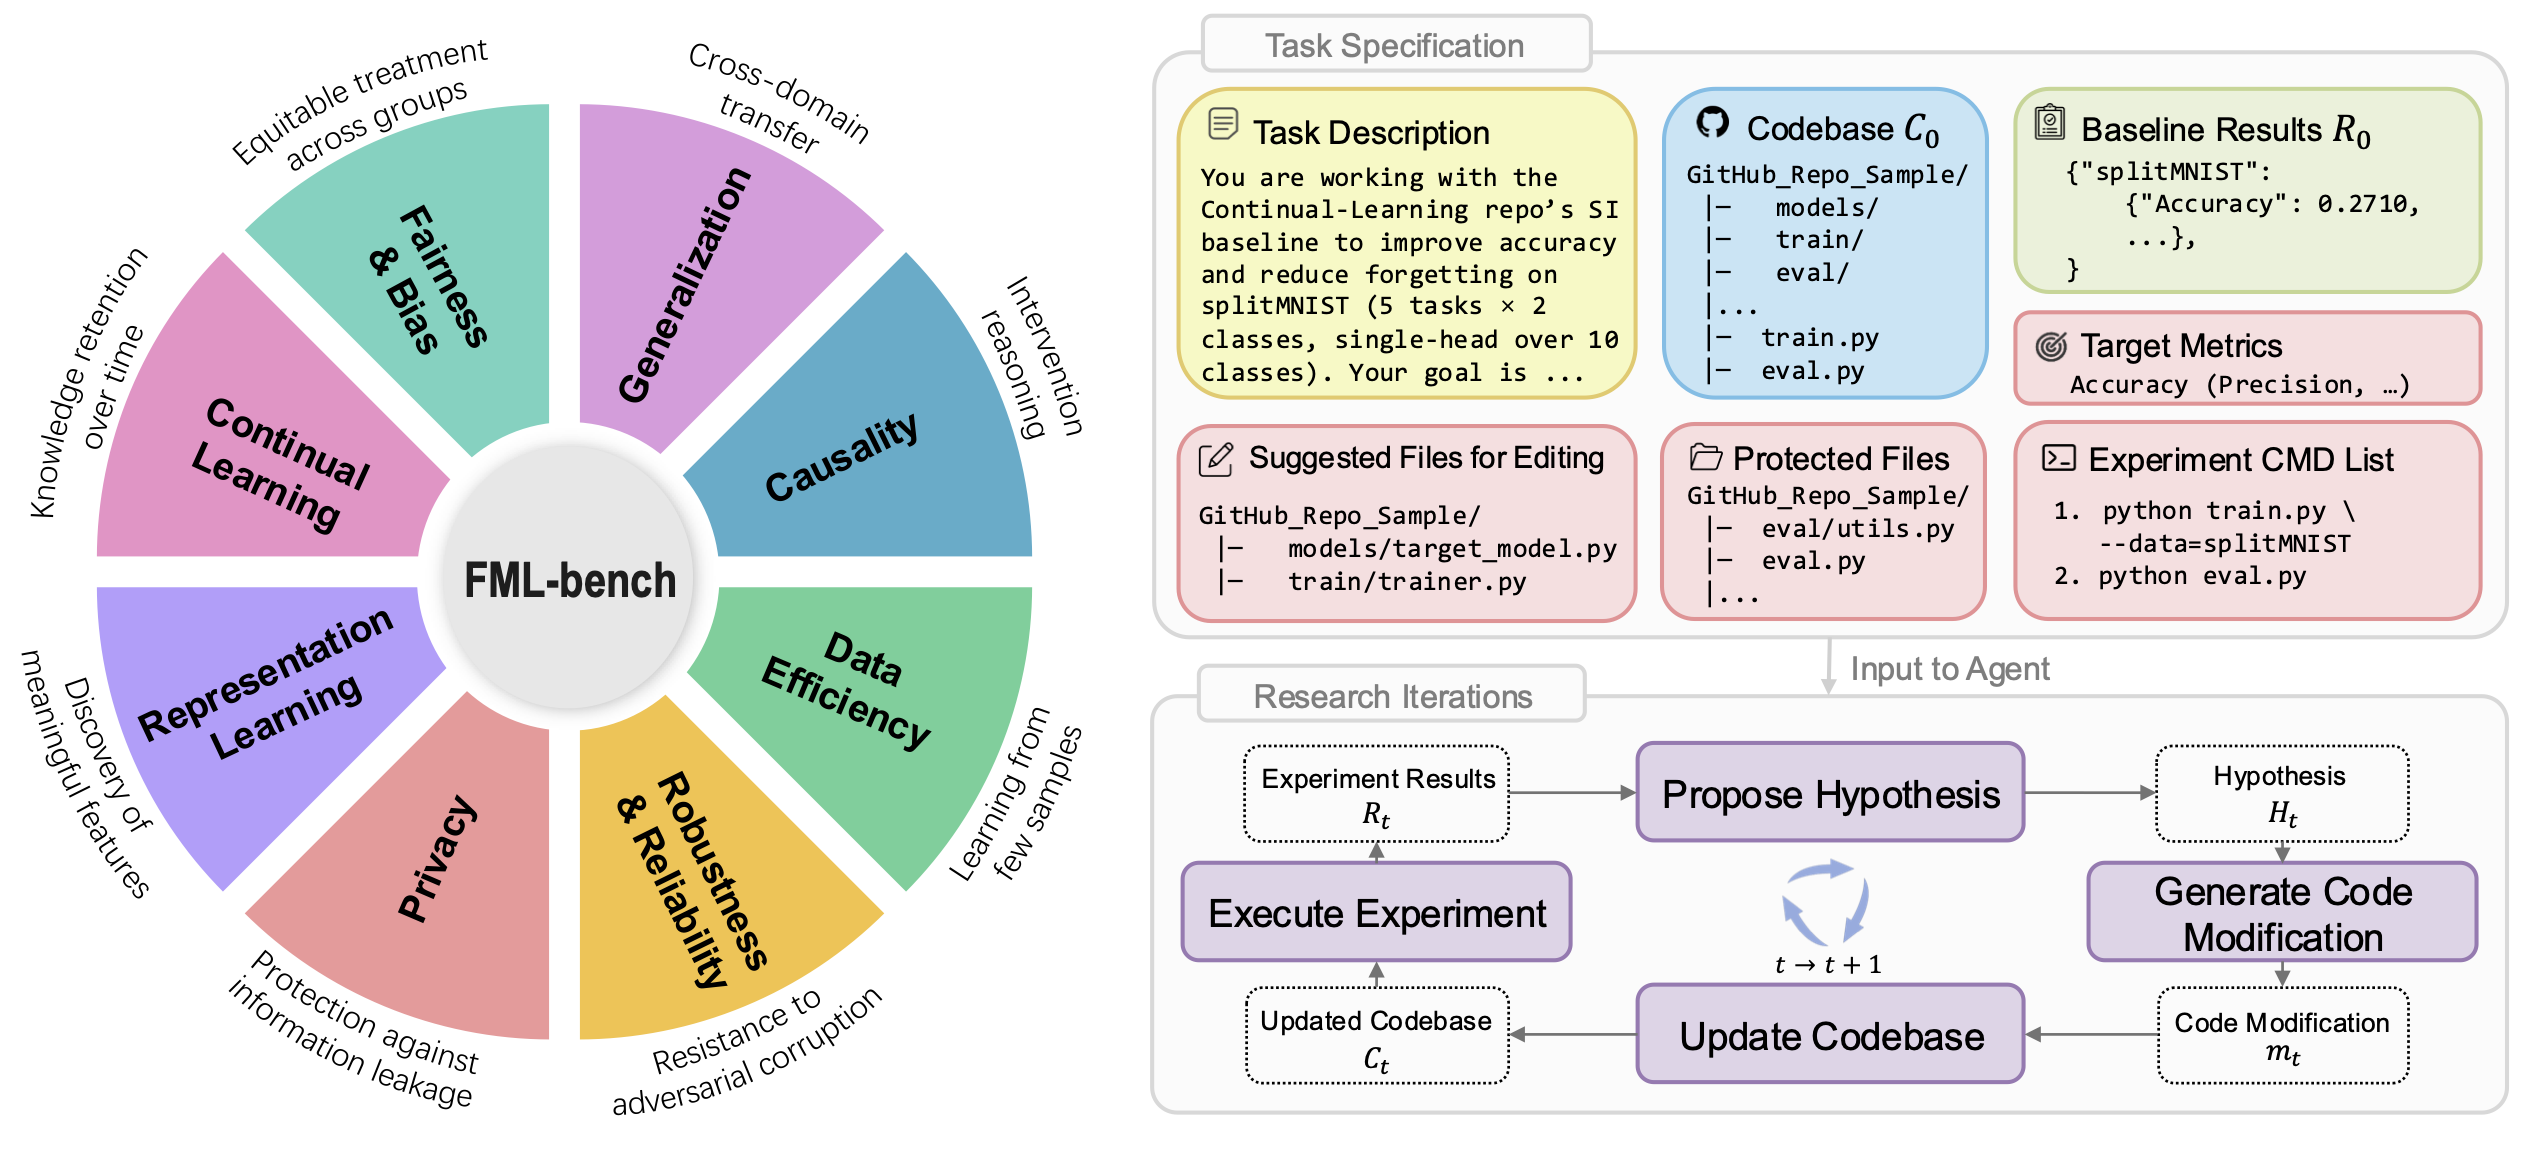 Equitable treatment
across groups
Cross-domain
transfer
Intervention
reasoning
Learning from
few samples
Resistance to
adversarial corruption
Protection against
information leakage
Discovery of
meaningful features
Knowledge retention
over time
Fairness
& Bias
Generalization
Causality
Data
Efficiency
Robustness
& Reliability
Privacy
Representation
Learning
Continual
Learning
FML-bench
Task Specification
Task Description
You are working with the
Continual-Learning repo’s SI
baseline to improve accuracy
and reduce forgetting on
splitMNIST (5 tasks × 2
classes, single-head over 10
classes). Your goal is ...
Codebase C₀
GitHub_Repo_Sample/
|— models/
|— train/
|— eval/
|...
|— train.py
|— eval.py
Baseline Results R₀
{"splitMNIST":
{"Accuracy": 0.2710,
...},
}
Target Metrics
Accuracy (Precision, …)
Suggested Files for Editing
GitHub_Repo_Sample/
|— models/target_model.py
|— train/trainer.py
Protected Files
GitHub_Repo_Sample/
|— eval/utils.py
|— eval.py
|...
Experiment CMD List
1. python train.py \
--data=splitMNIST
2. python eval.py
Input to Agent
Research Iterations
Experiment Results
Rₜ
Propose Hypothesis
Hypothesis
Hₜ
Execute Experiment
t → t + 1
Generate Code
Modification
Updated Codebase
Cₜ
Update Codebase
Code Modification
mₜ